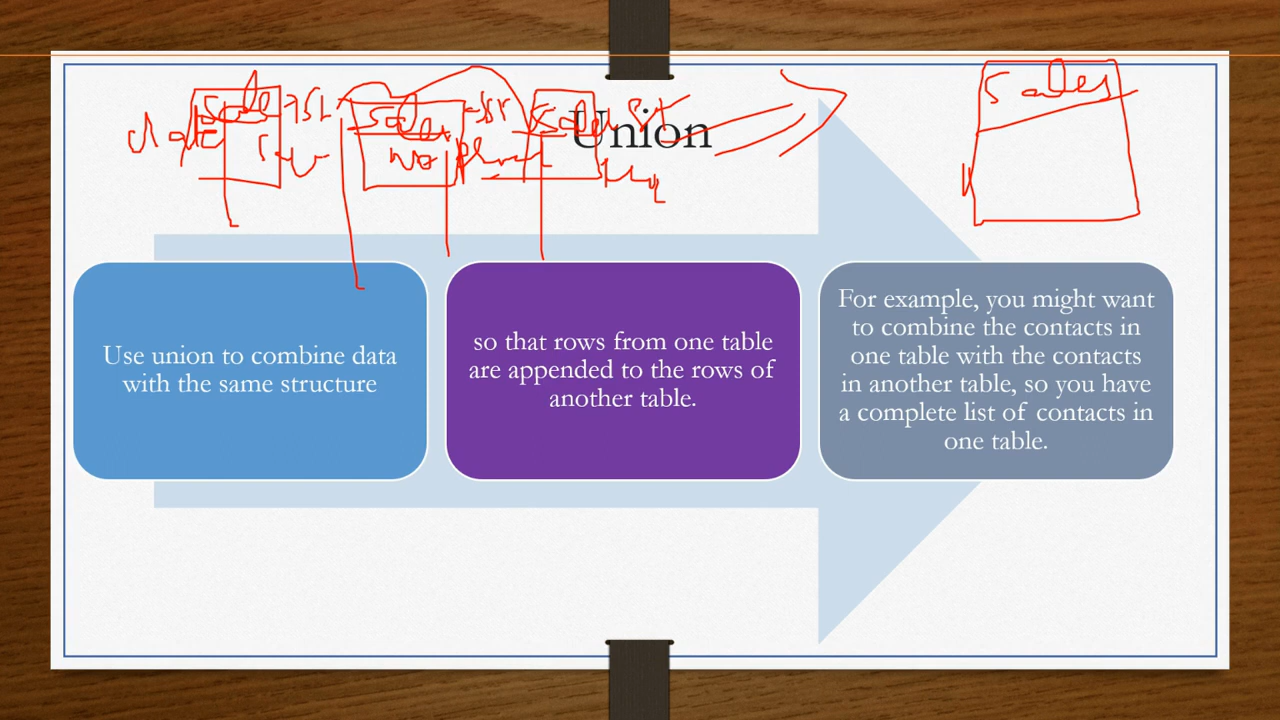 Sales
Sales
Union
Use union to combine data
with the same structure
so that rows from one table
are appended to the rows of
another table.
For example, you might want
to combine the contacts in
one table with the contacts
in another table, so you have
a complete list of contacts in
one table.